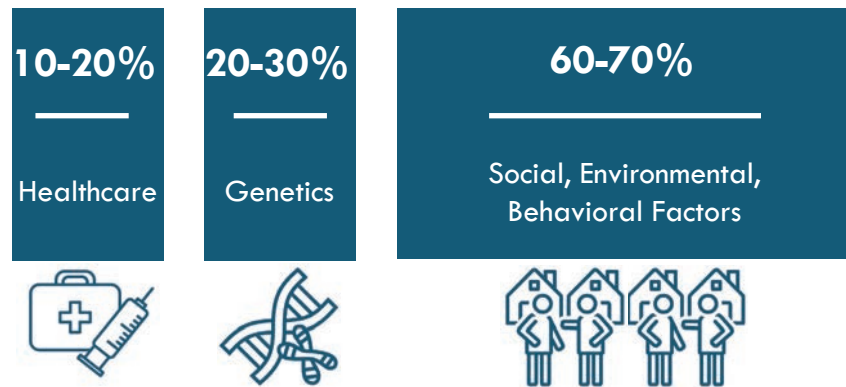 10-20%
Healthcare
20-30%
Genetics
60-70%
Social, Environmental,
Behavioral Factors